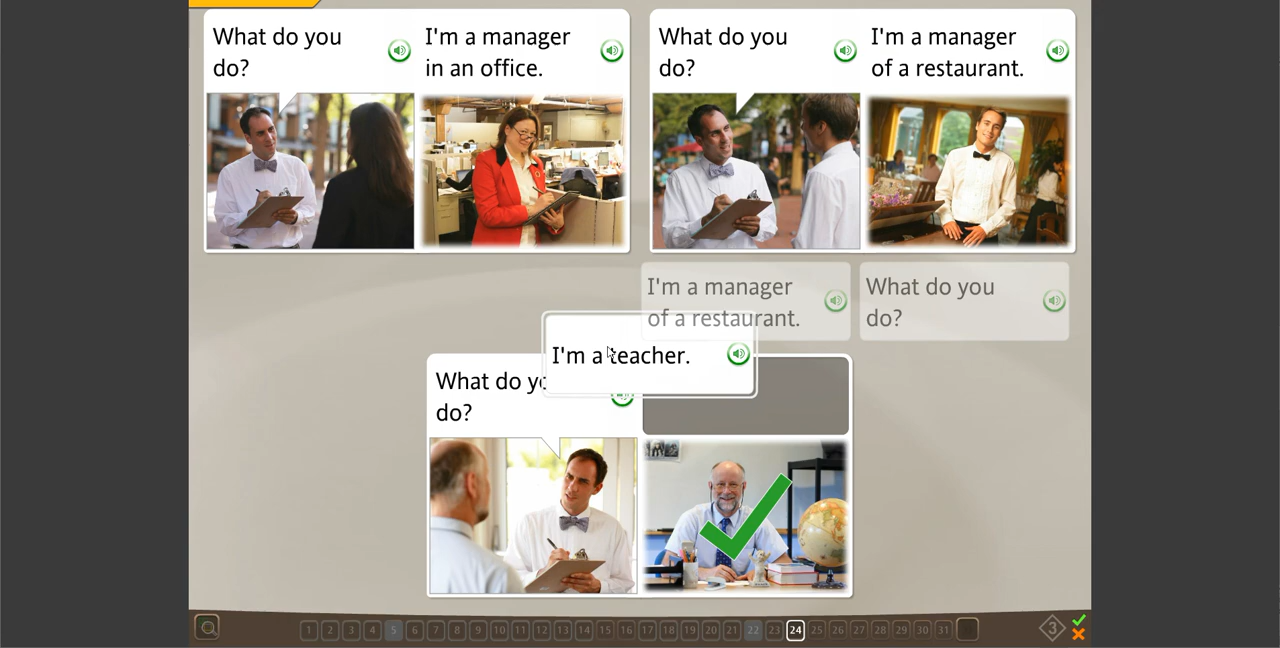 What do you
do?
I'm a manager
in an office.
What do you
do?
I'm a manager
of a restaurant.
I'm a manager
of a restaurant.
What do you
do?
I'm a teacher.
What do yo
do?
1 2 3 4 5 6 7 8 9 10 11 12 13 14 15 16 17 18 19 20 21 22 23 24 25 26 27 28 29 30 31
3